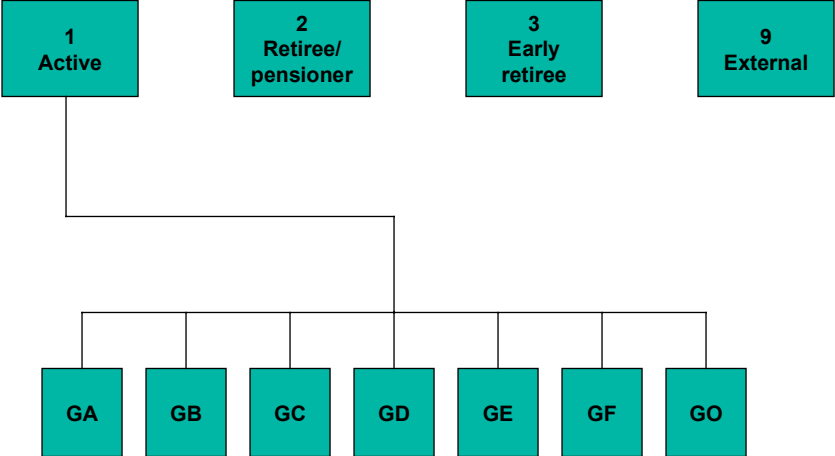 1
Active
2
Retiree/
pensioner
3
Early
retiree
9
External
GA
GB
GC
GD
GE
GF
GO